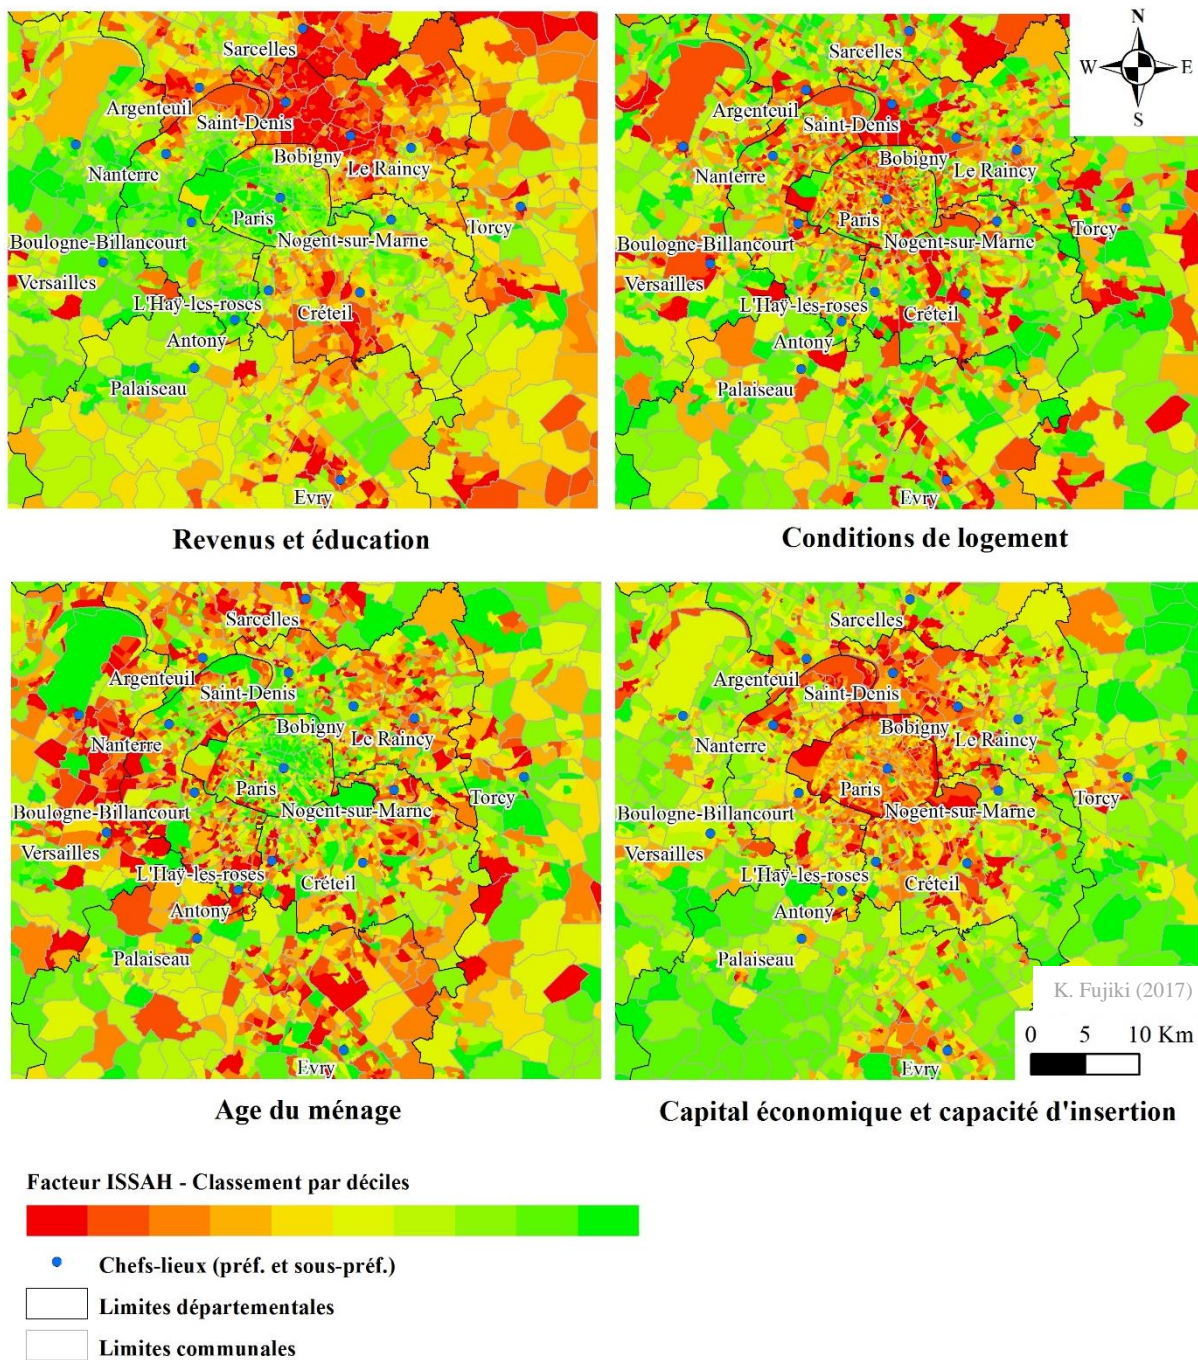 N
W E
S
Sarcelles
Argenteuil
Saint-Denis
Bobigny
Nanterre
Le Raincy
Paris
Torcy
Boulogne-Billancourt
Nogent-sur-Marne
Versailles
L'Haÿ-les-roses
Créteil
Antony
Palaiseau
Evry
Revenus et éducation
Sarcelles
Argenteuil
Saint-Denis
Bobigny
Nanterre
Le Raincy
Paris
Torcy
Boulogne-Billancourt
Nogent-sur-Marne
Versailles
L'Haÿ-les-roses
Créteil
Antony
Palaiseau
Evry
Conditions de logement
Sarcelles
Argenteuil
Saint-Denis
Bobigny
Nanterre
Le Raincy
Paris
Torcy
Boulogne-Billancourt
Nogent-sur-Marne
Versailles
L'Haÿ-les-roses
Créteil
Antony
Palaiseau
Evry
Age du ménage
Sarcelles
Argenteuil
Saint-Denis
Bobigny
Nanterre
Le Raincy
Paris
Torcy
Boulogne-Billancourt
Nogent-sur-Marne
Versailles
L'Haÿ-les-roses
Créteil
Antony
Palaiseau
Evry
K. Fujiki (2017)
0 5 10 Km
Capital économique et capacité d'insertion
Facteur ISSAH - Classement par déciles
Chefs-lieux (préf. et sous-préf.)
Limites départementales
Limites communales